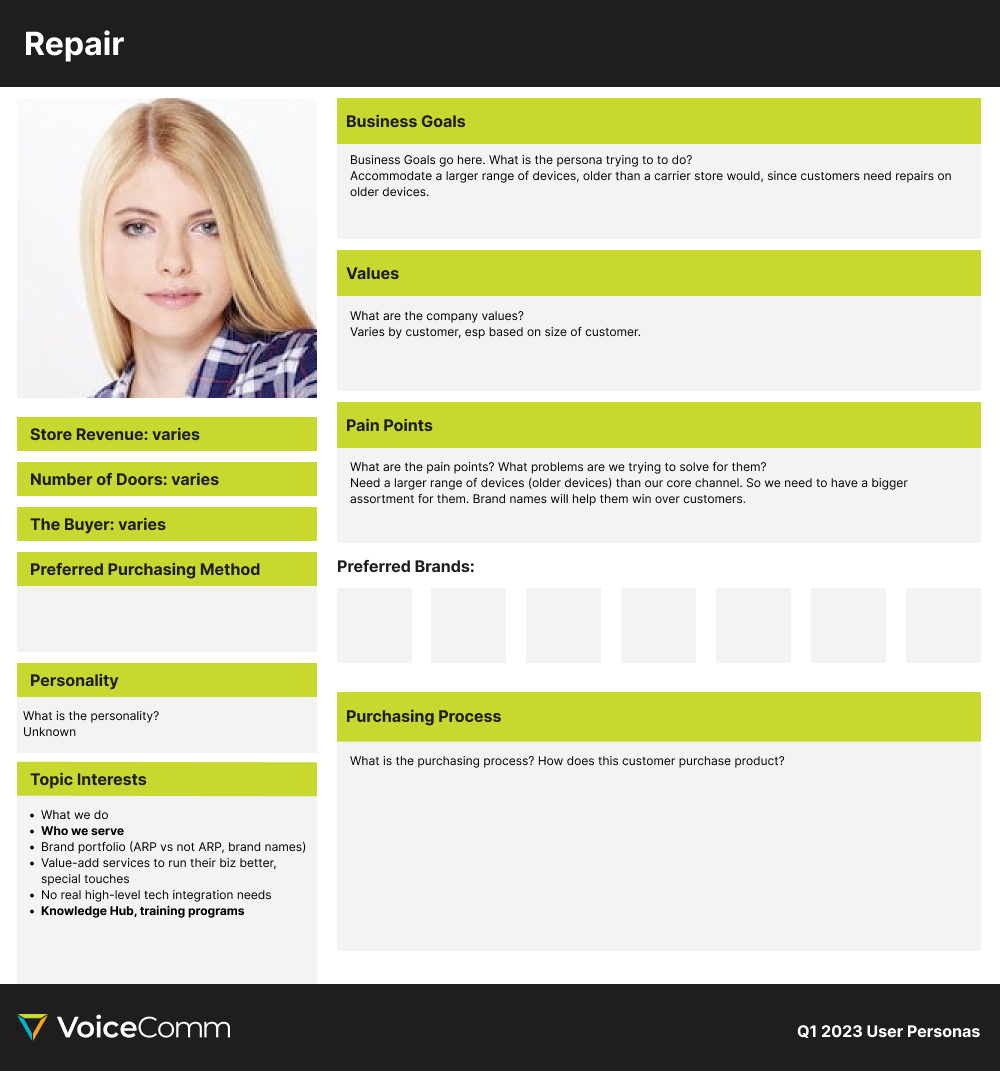 Repair
Store Revenue: varies
Number of Doors: varies
The Buyer: varies
Preferred Purchasing Method
Personality
What is the personality?
Unknown
Topic Interests
• What we do
• Who we serve
• Brand portfolio (ARP vs not ARP, brand names)
• Value-add services to run their biz better,
special touches
• No real high-level tech integration needs
• Knowledge Hub, training programs
Business Goals
Business Goals go here. What is the persona trying to to do?
Accommodate a larger range of devices, older than a carrier store would, since customers need repairs on
older devices.
Values
What are the company values?
Varies by customer, esp based on size of customer.
Pain Points
What are the pain points? What problems are we trying to solve for them?
Need a larger range of devices (older devices) than our core channel. So we need to have a bigger
assortment for them. Brand names will help them win over customers.
Preferred Brands:
Purchasing Process
What is the purchasing process? How does this customer purchase product?
VoiceComm
Q1 2023 User Personas